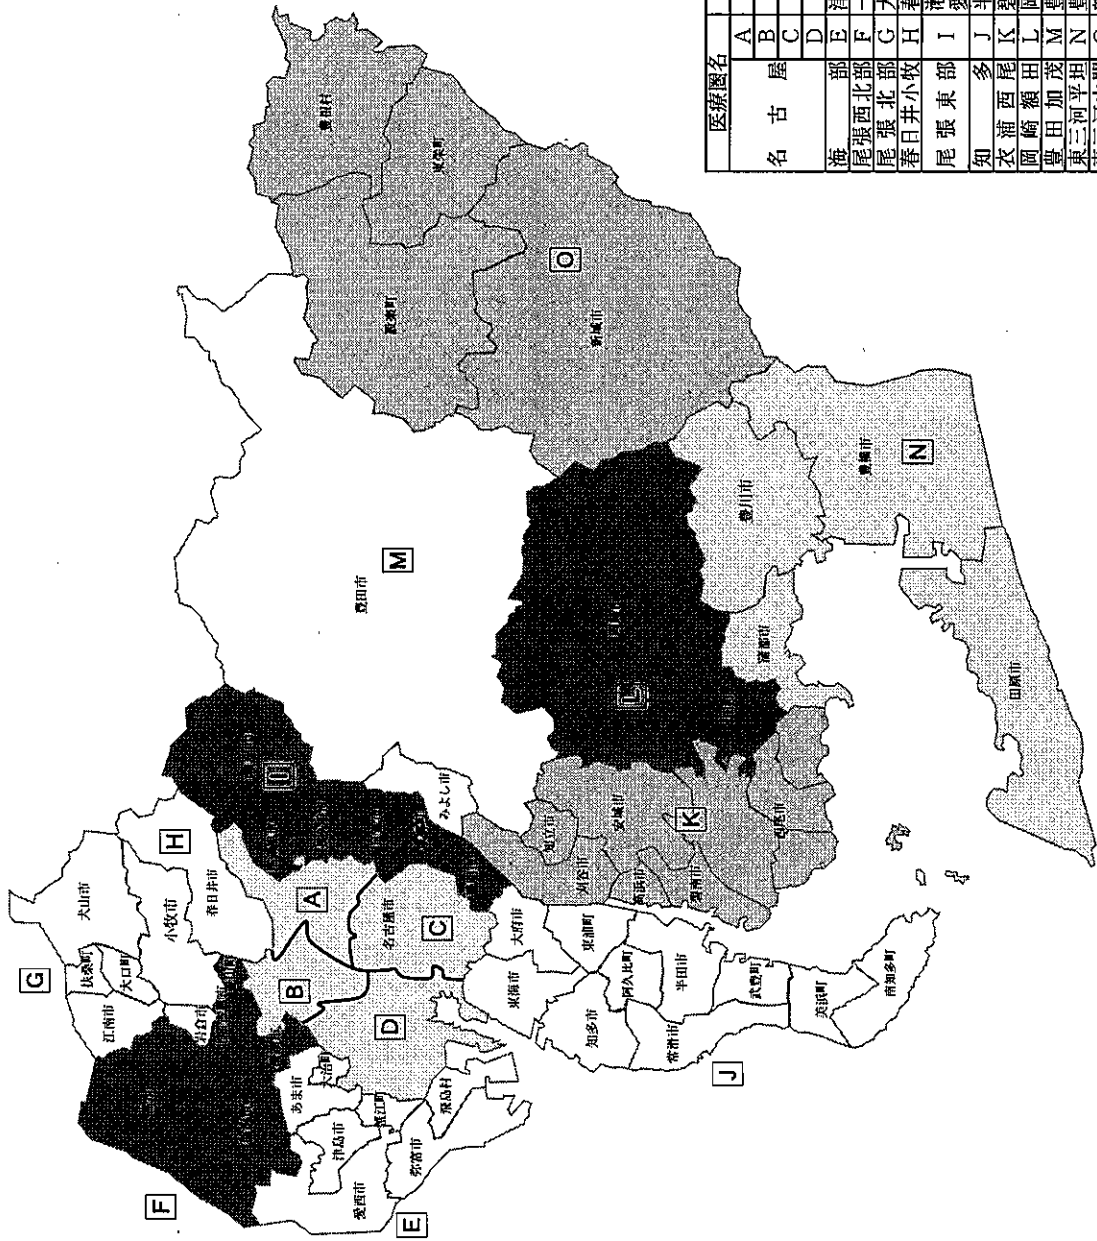 G
犬山市
扶桑町
大口町
江南市
岩倉市
小牧市
H
春日井市
F
B
A
あま市
大治町
津島市
愛西市
蟹江町
弥富市
飛島村
E
D
名古屋市
C
I
みよし市
豊田市
M
豊根村
東栄町
設楽町
新城市
O
大府市
東海市
東浦町
知多市
阿久比町
半田市
常滑市
武豊町
美浜町
南知多町
J
刈谷市
知立市
安城市
高浜市
碧南市
西尾市
K
L
蒲郡市
豊川市
豊橋市
N
田原市
医療圏名
名古屋 A
B
C
D
海部 E
尾張西北部 F
尾張北部 G
春日井小牧 H
尾張東部 I
知多 J
衣浦西尾 K
岡崎額田 L
豊田加茂 M
東三河平坦 N